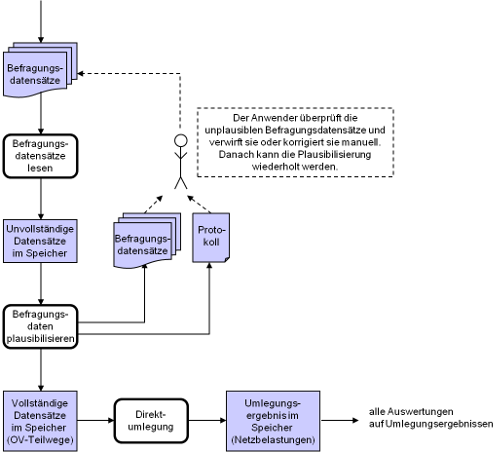 Befragungs-
datensätze
Der Anwender überprüft die
unplausiblen Befragungsdatensätze und
verwirft sie oder korrigiert sie manuell.
Danach kann die Plausibilisierung
wiederholt werden.
Befragungs-
datensätze
lesen
Unvollständige
Datensätze
im Speicher
Befragungs-
datensätze
Proto-
koll
Befragungs-
daten
plausibilisieren
Vollständige
Datensätze
im Speicher
(OV-Teilwege)
Direkt-
umlegung
Umlegungs-
ergebnis im
Speicher
(Netzbelastungen)
alle Auswertungen
auf Umlegungsergebnissen